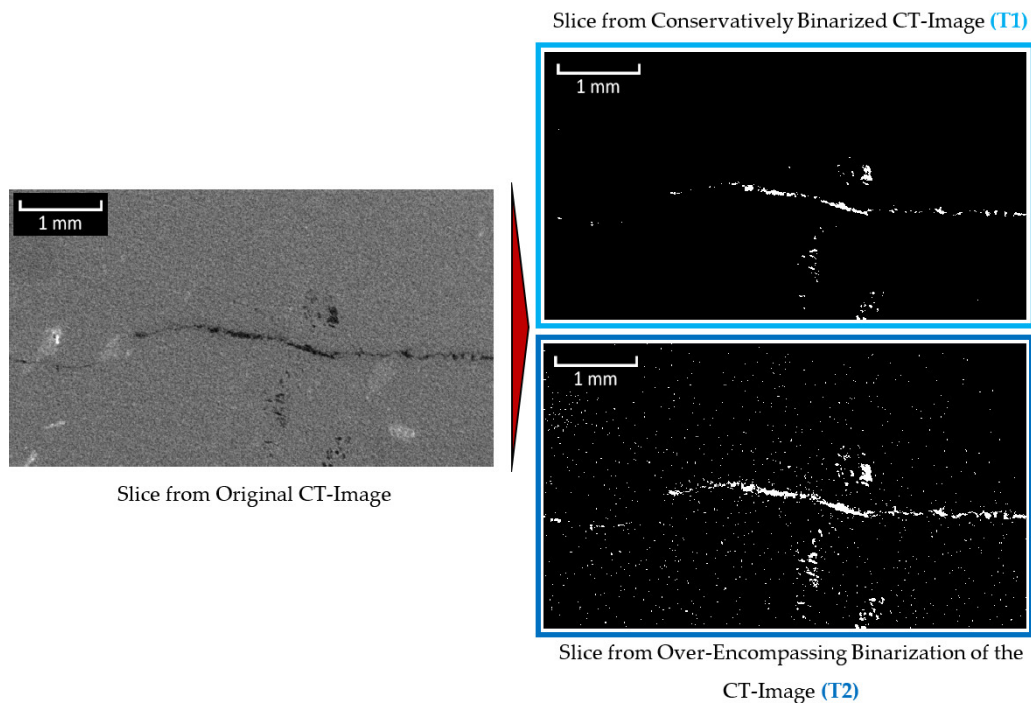 Slice from Conservatively Binarized CT-Image (T1)
1 mm
1 mm
Slice from Original CT-Image
1 mm
Slice from Over-Encompassing Binarization of the
CT-Image (T2)